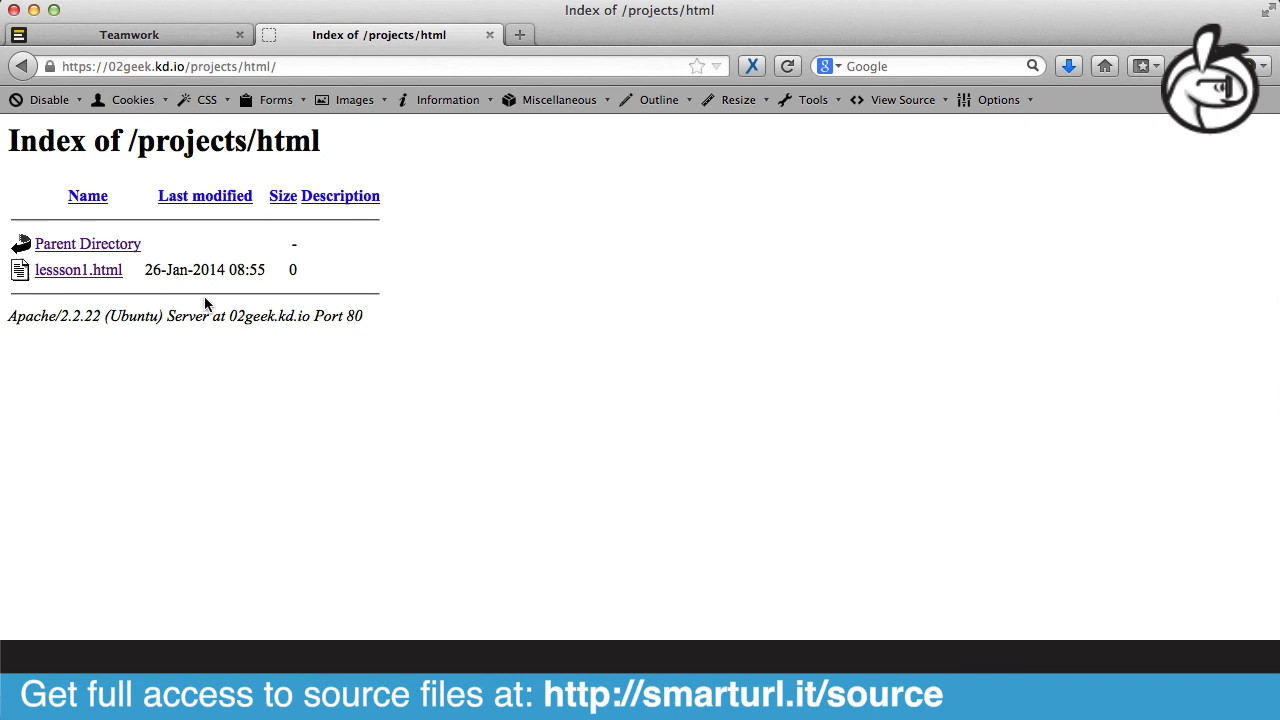 Index of /projects/html
Teamwork
Index of /projects/html
https://02geek.kd.io/projects/html/
Google
Disable Cookies CSS Forms Images Information Miscellaneous Outline Resize Tools View Source Options
Index of /projects/html
Name Last modified Size Description
Parent Directory -
lessson1.html 26-Jan-2014 08:55 0
Apache/2.2.22 (Ubuntu) Server at 02geek.kd.io Port 80
Get full access to source files at: http://smarturl.it/source